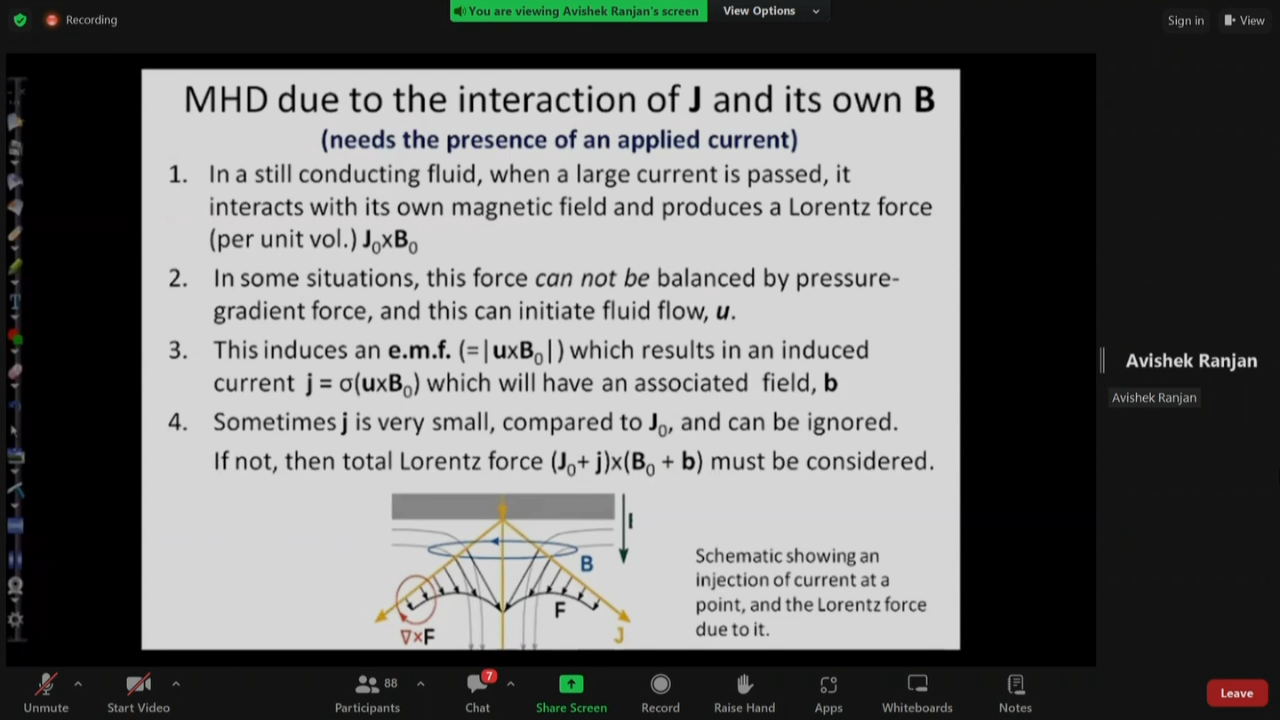 Recording
You are viewing Avishek Ranjan's screen
View Options
Sign in
View
MHD due to the interaction of J and its own B
(needs the presence of an applied current)
1. In a still conducting fluid, when a large current is passed, it
interacts with its own magnetic field and produces a Lorentz force
(per unit vol.) J₀xB₀
2. In some situations, this force can not be balanced by pressure-
gradient force, and this can initiate fluid flow, u.
3. This induces an e.m.f. (=|uxB₀|) which results in an induced
current j = σ(uxB₀) which will have an associated field, b
4. Sometimes j is very small, compared to J₀, and can be ignored.
If not, then total Lorentz force (J₀+ j)x(B₀ + b) must be considered.
B
F
J
∇×F
Schematic showing an
injection of current at a
point, and the Lorentz force
due to it.
Avishek Ranjan
Avishek Ranjan
Unmute
Start Video
88
Participants
7
Chat
Share Screen
Record
Raise Hand
Apps
Whiteboards
Notes
Leave